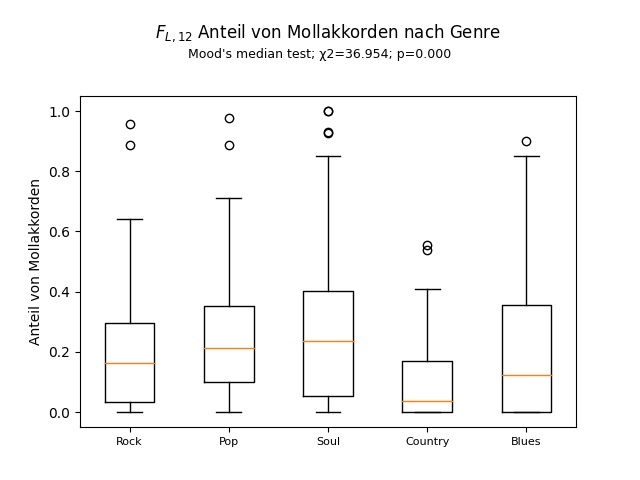 F_{L,12} Anteil von Mollakkorden nach Genre
Mood's median test; χ2=36.954; p=0.000
Anteil von Mollakkorden
1.0
0.8
0.6
0.4
0.2
0.0
Rock Pop Soul Country Blues